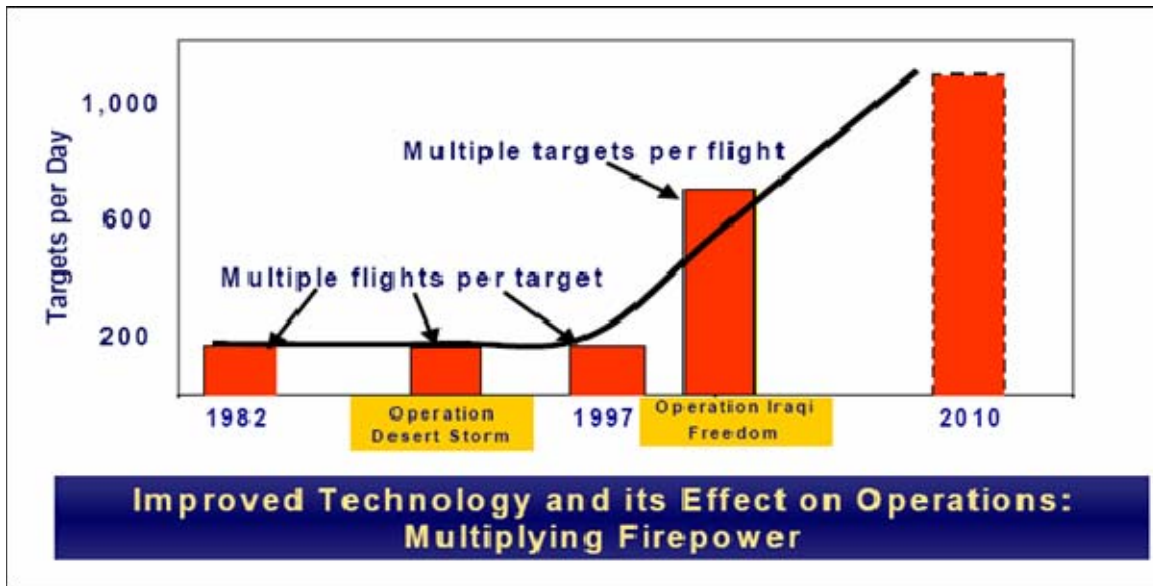 1,000
Targets per Day
Multiple targets per flight
600
Multiple flights per target
200
1982
Operation
Desert Storm
1997
Operation Iraqi
Freedom
2010
Improved Technology and its Effect on Operations:
Multiplying Firepower